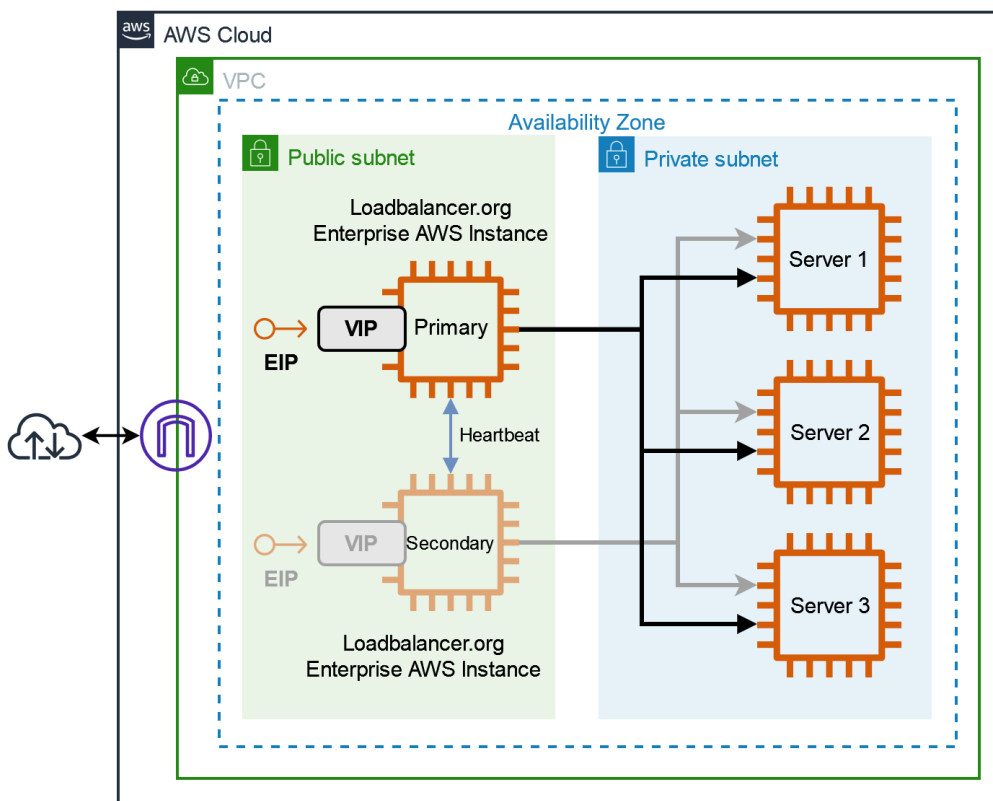 aws
AWS Cloud
VPC
Availability Zone
Public subnet
Private subnet
Loadbalancer.org
Enterprise AWS Instance
VIP
Primary
EIP
Heartbeat
VIP
Secondary
EIP
Loadbalancer.org
Enterprise AWS Instance
Server 1
Server 2
Server 3